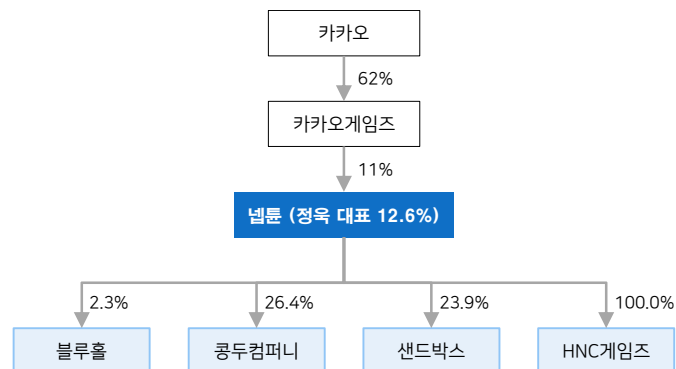 카카오
62%
카카오게임즈
11%
넵튠 (정욱 대표 12.6%)
2.3%
26.4%
23.9%
100.0%
블루홀
콩두컴퍼니
샌드박스
HNC게임즈